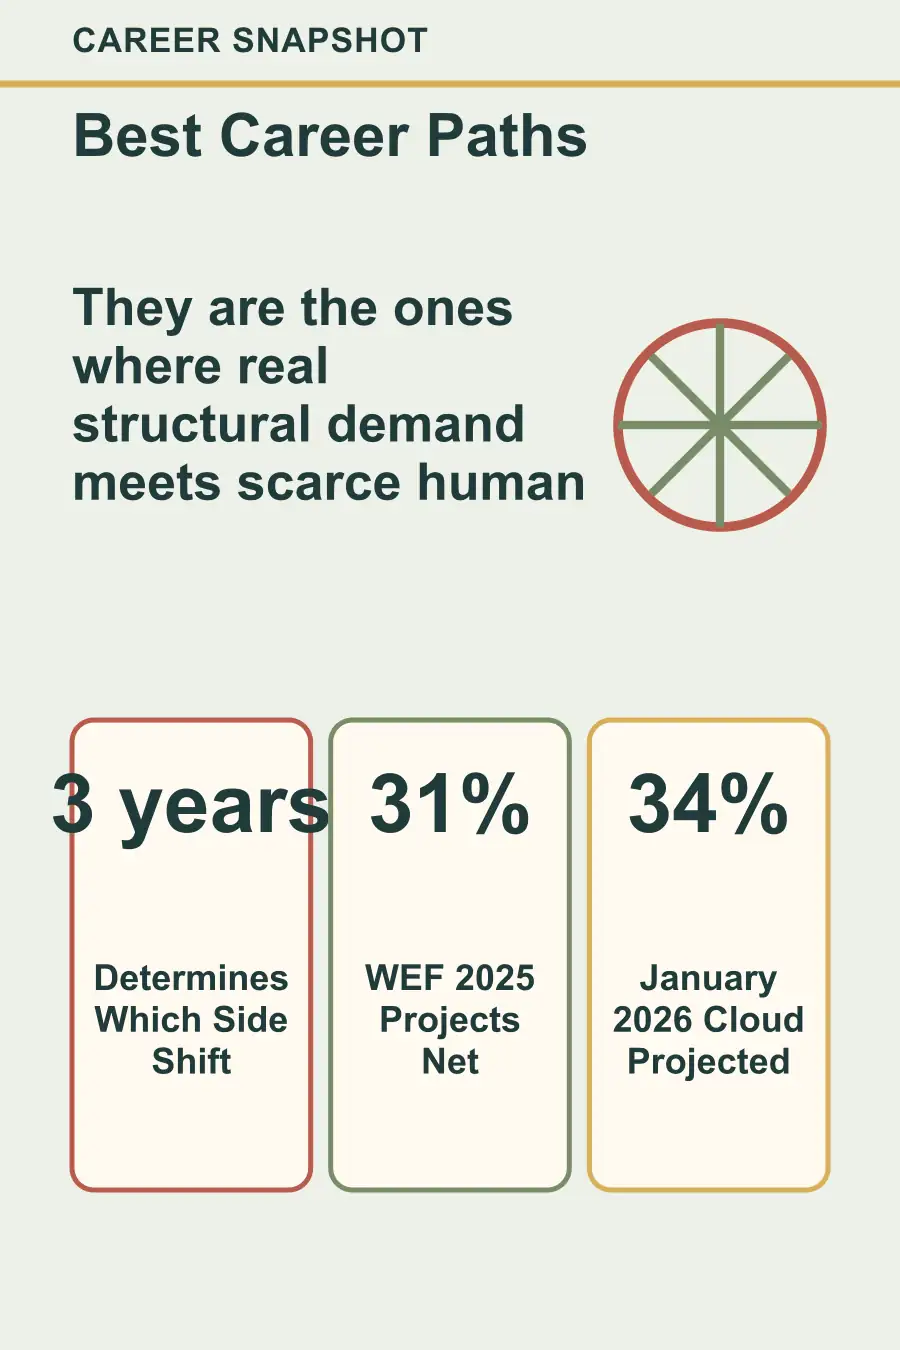 CAREER SNAPSHOT
Best Career Paths
They are the ones
where real
structural demand
meets scarce human
3 years
Determines
Which Side
Shift
31%
WEF 2025
Projects
Net
34%
January
2026 Cloud
Projected